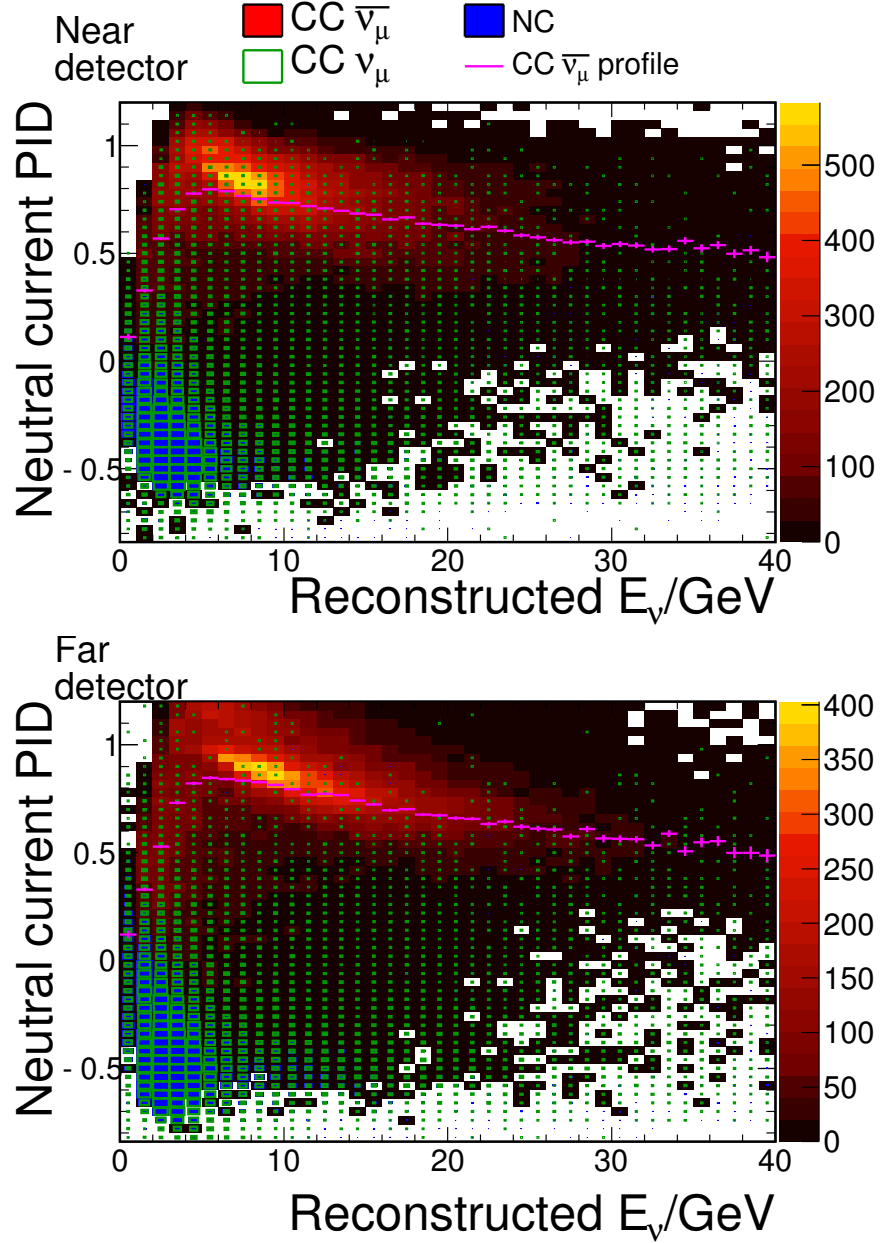 Near
detector
CC ν̅μ
NC
CC νμ
CC ν̅μ profile
Neutral current PID
1
0.5
0
- 0.5
0
10
20
30
40
500
400
300
200
100
0
Reconstructed Eν/GeV
Far
detector
Neutral current PID
1
0.5
0
- 0.5
0
10
20
30
40
400
350
300
250
200
150
100
50
0
Reconstructed Eν/GeV